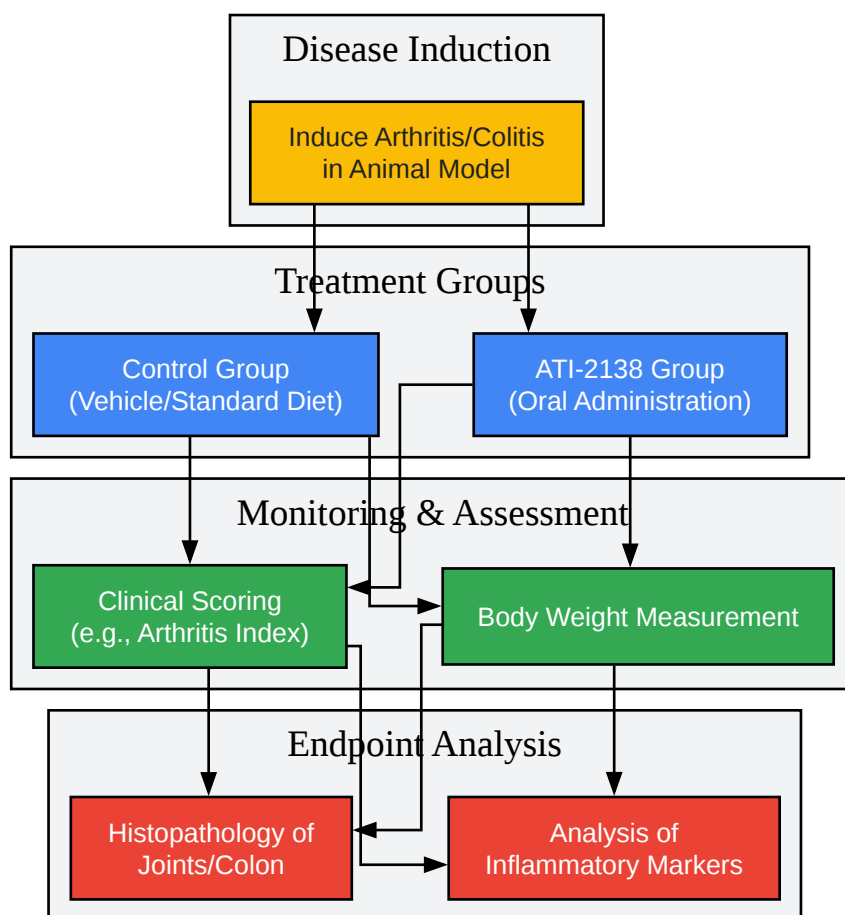 Disease Induction
Induce Arthritis/Colitis
in Animal Model
Treatment Groups
Control Group
(Vehicle/Standard Diet)
ATI-2138 Group
(Oral Administration)
Monitoring & Assessment
Clinical Scoring
(e.g., Arthritis Index)
Body Weight Measurement
Endpoint Analysis
Histopathology of
Joints/Colon
Analysis of
Inflammatory Markers